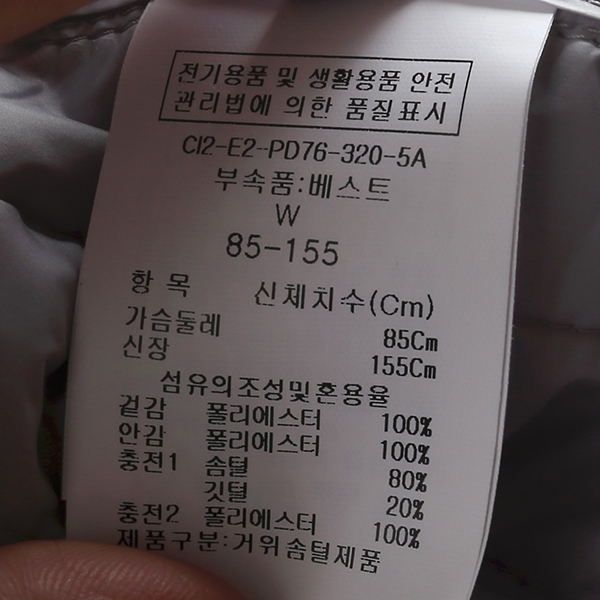 전기용품 및 생활용품 안전
관리법에 의한 품질표시
CI2-E2-PD76-320-5A
부속품:베스트
W
85-155
항 목 신체치수(Cm)
가슴둘레 85Cm
신장 155Cm
섬유의조성및혼용율
겉감 폴리에스터 100%
안감 폴리에스터 100%
충전1 솜털 80%
깃털 20%
충전2 폴리에스터 100%
제품구분:거위솜털제품